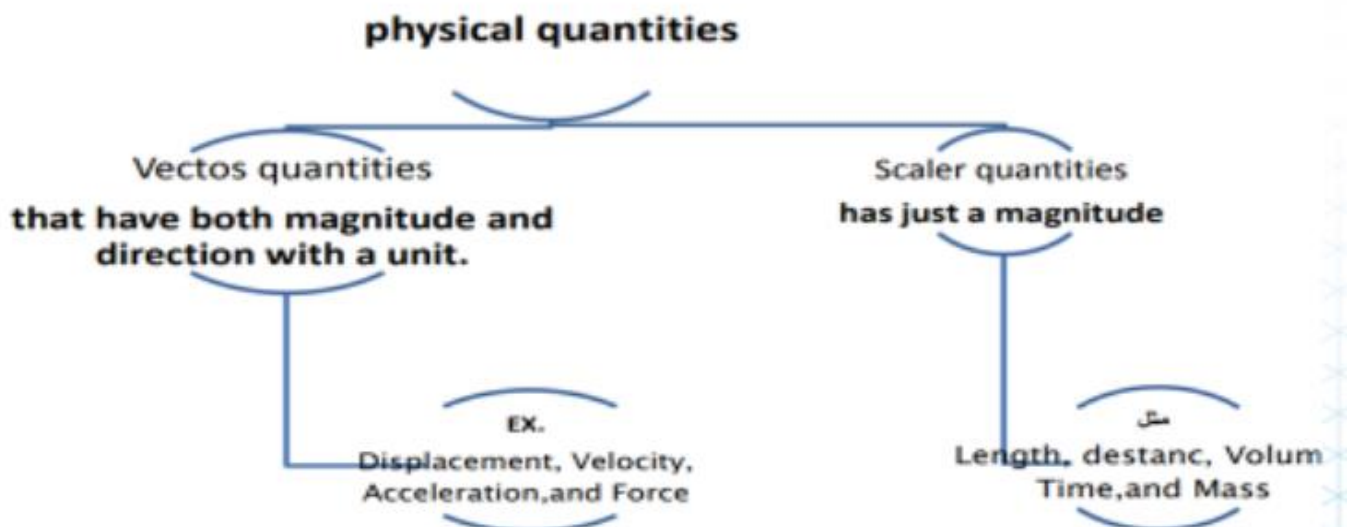 physical quantities
Vectos quantities
that have both magnitude and
direction with a unit.
Scaler quantities
has just a magnitude
EX.
Displacement, Velocity,
Acceleration,and Force
مثل
Length, destanc, Volum
Time,and Mass